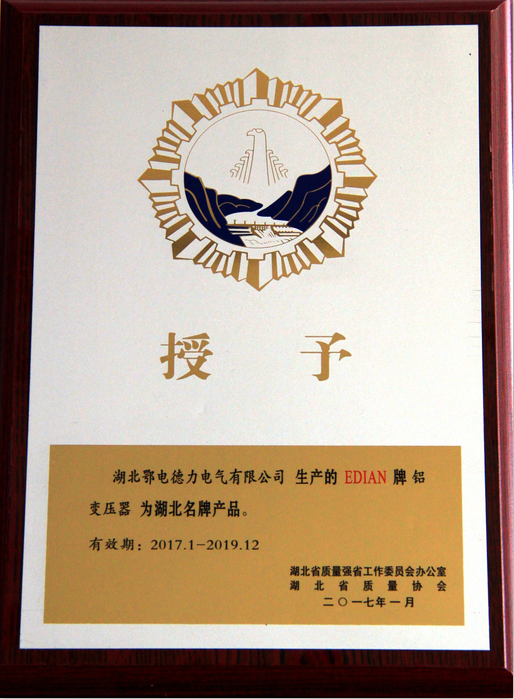 授 予
湖北鄂电德力电气有限公司 生产的 EDIAN 牌 铝
变压器 为湖北名牌产品。
有效期：2017.1-2019.12
湖北省质量强省工作委员会办公室
湖北省质量协会
二〇一七年一月